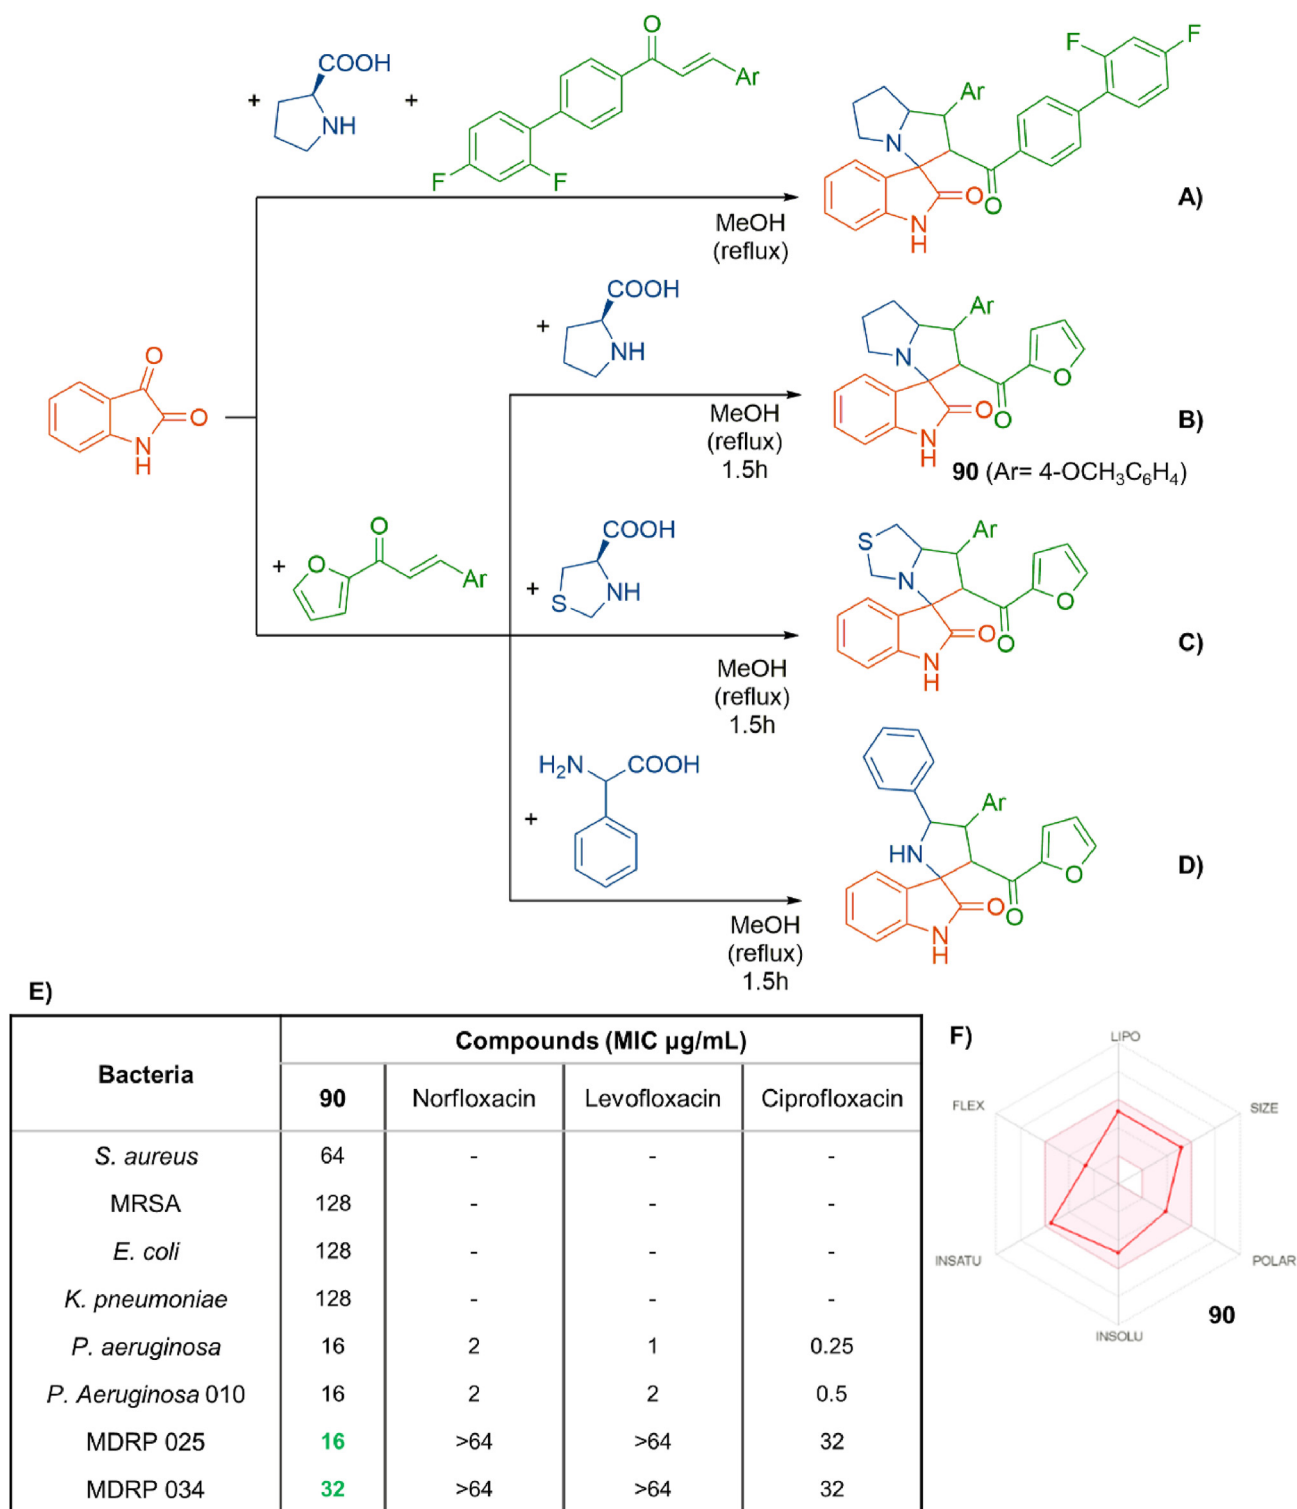 +
COOH
NH
+
O
Ar
F
F
MeOH
(reflux)
Ar
N
O
O
N
H
F
F
A)
O
O
N
H
+
COOH
NH
MeOH
(reflux)
1.5h
Ar
N
O
O
O
N
H
B)
90 (Ar= 4-OCH3C6H4)
+
O
O
Ar
+
COOH
S
NH
MeOH
(reflux)
1.5h
S
Ar
N
O
O
O
N
H
C)
+
H2N
COOH
MeOH
(reflux)
1.5h
Ar
HN
O
O
O
N
H
D)
E)
Bacteria
Compounds (MIC µg/mL)
90 Norfloxacin Levofloxacin Ciprofloxacin
S. aureus 64 - - -
MRSA 128 - - -
E. coli 128 - - -
K. pneumoniae 128 - - -
P. aeruginosa 16 2 1 0.25
P. Aeruginosa 010 16 2 2 0.5
MDRP 025 16 >64 >64 32
MDRP 034 32 >64 >64 32
F)
LIPO
FLEX
SIZE
INSATU
POLAR
INSOLU
90